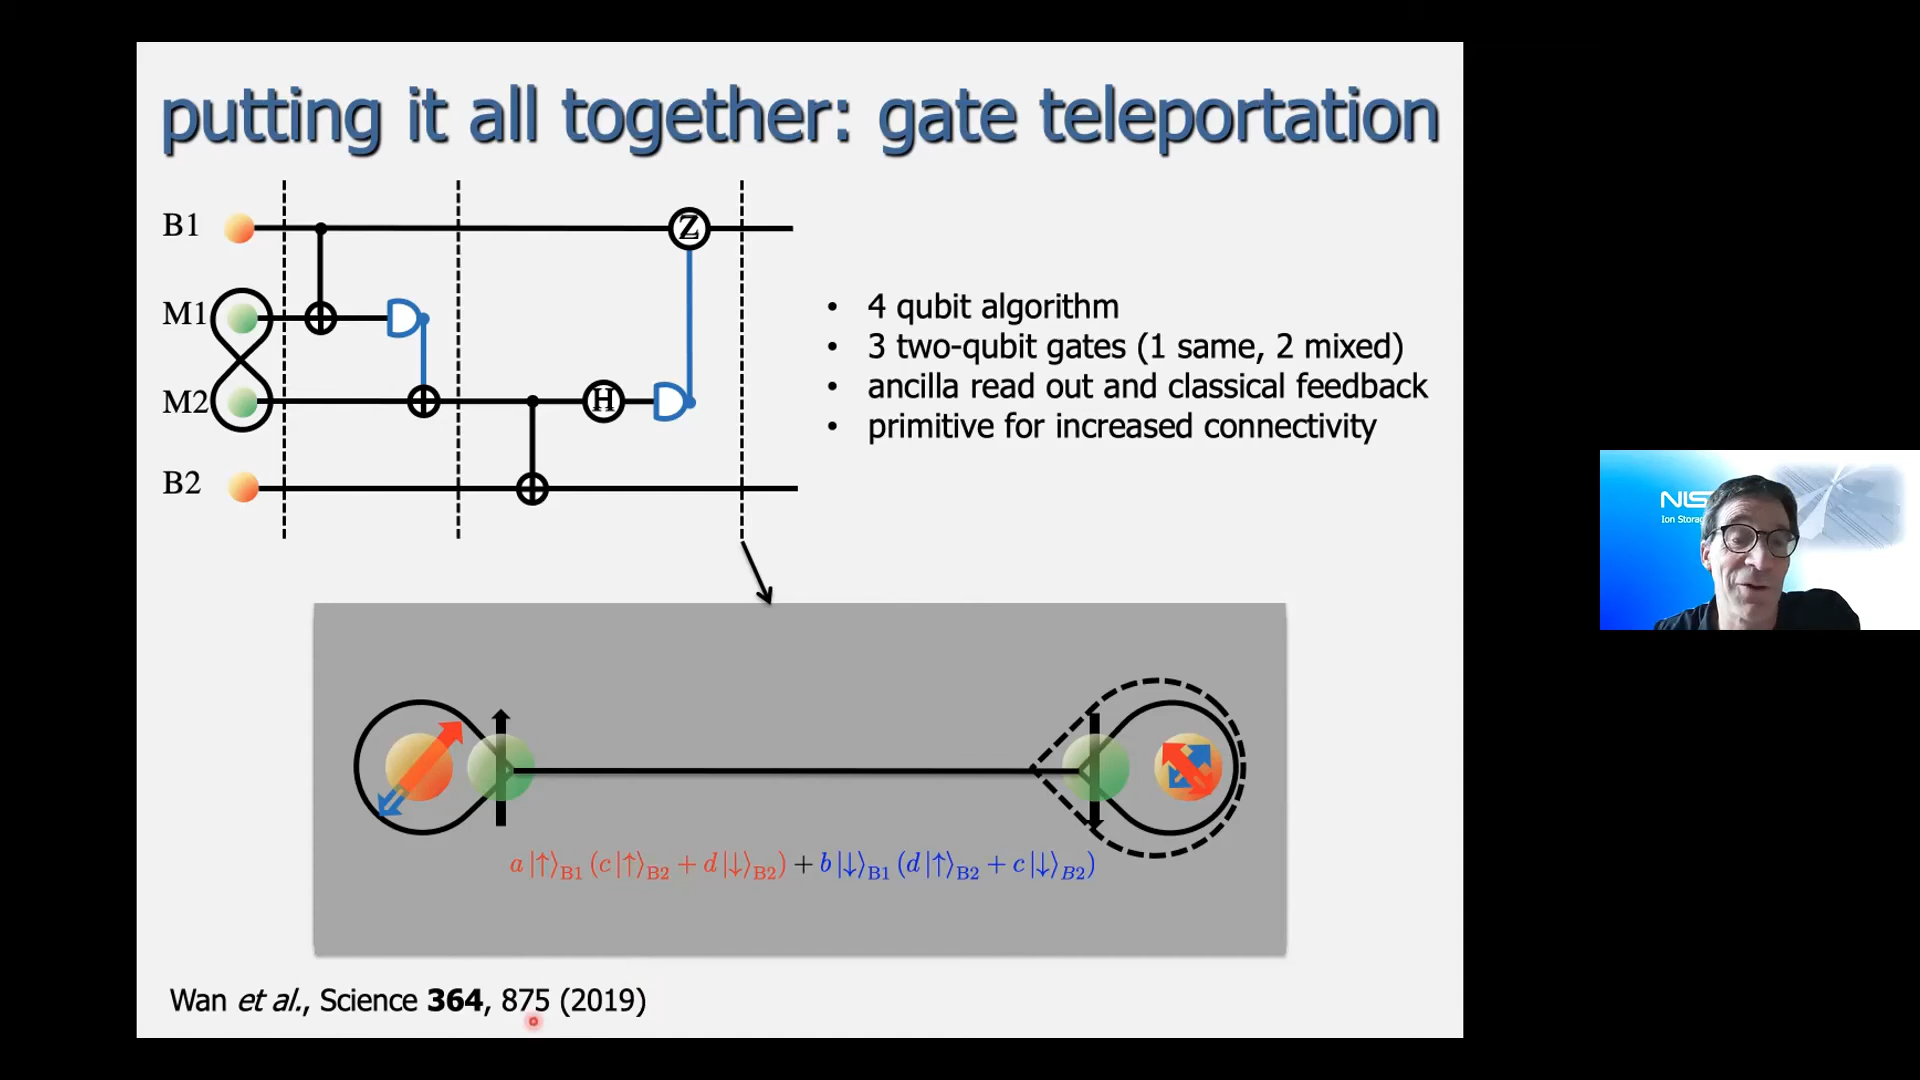 putting it all together: gate teleportation
B1
Z
M1
M2
H
B2
• 4 qubit algorithm
• 3 two-qubit gates (1 same, 2 mixed)
• ancilla read out and classical feedback
• primitive for increased connectivity
a|↑⟩B1 (c|↑⟩B2 + d|↓⟩B2) + b|↓⟩B1 (d|↑⟩B2 + c|↓⟩B2)
Wan et al., Science 364, 875 (2019)
Ion